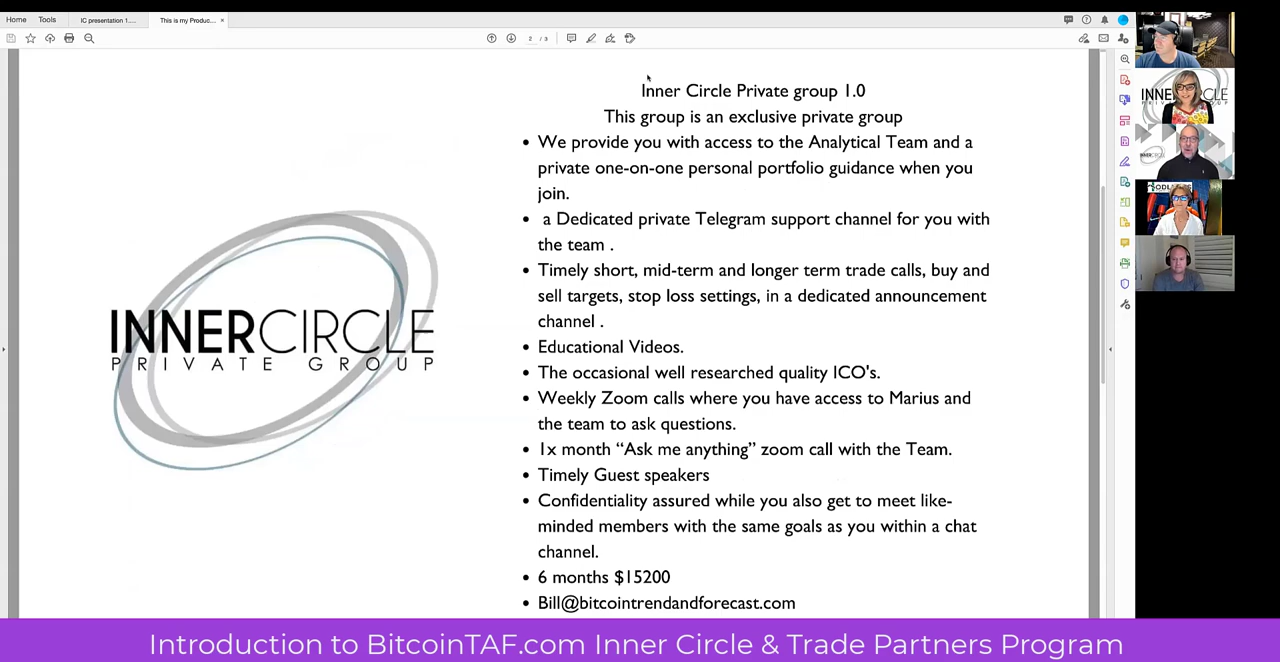 Home
Tools
IC presentation 1....
This is my Produc... ×
2 / 3
Inner Circle Private group 1.0
This group is an exclusive private group
• We provide you with access to the Analytical Team and a
private one-on-one personal portfolio guidance when you
join.
• a Dedicated private Telegram support channel for you with
the team .
• Timely short, mid-term and longer term trade calls, buy and
sell targets, stop loss settings, in a dedicated announcement
channel .
• Educational Videos.
• The occasional well researched quality ICO's.
• Weekly Zoom calls where you have access to Marius and
the team to ask questions.
• 1x month “Ask me anything” zoom call with the Team.
• Timely Guest speakers
• Confidentiality assured while you also get to meet like-
minded members with the same goals as you within a chat
channel.
• 6 months $15200
• Bill@bitcointrendandforecast.com
INNERCIRCLE
PRIVATE GROUP
Introduction to BitcoinTAF.com Inner Circle & Trade Partners Program